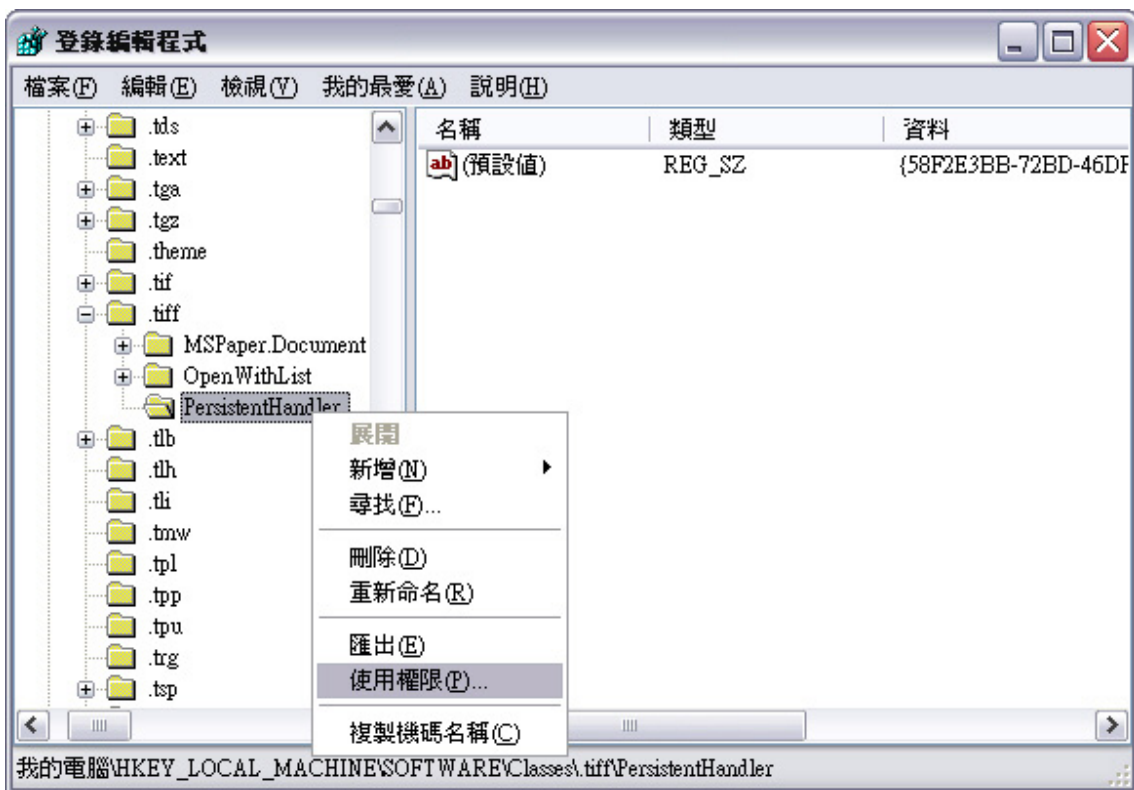 登錄編輯程式
檔案(F) 編輯(E) 檢視(V) 我的最愛(A) 說明(H)
.tds
.text
.tga
.tgz
.theme
.tif
.tiff
MSPaper.Document
OpenWithList
PersistentHandler
.tlb
.tlh
.tli
.tmw
.tpl
.tpp
.tpu
.trg
.tsp
名稱 類型 資料
ab (預設值) REG_SZ {58F2E3BB-72BD-46DF
展開
新增(N)
尋找(F)...
刪除(D)
重新命名(R)
匯出(E)
使用權限(P)...
複製機碼名稱(C)
我的電腦\HKEY_LOCAL_MACHINE\SOFTWARE\Classes\.tiff\PersistentHandler